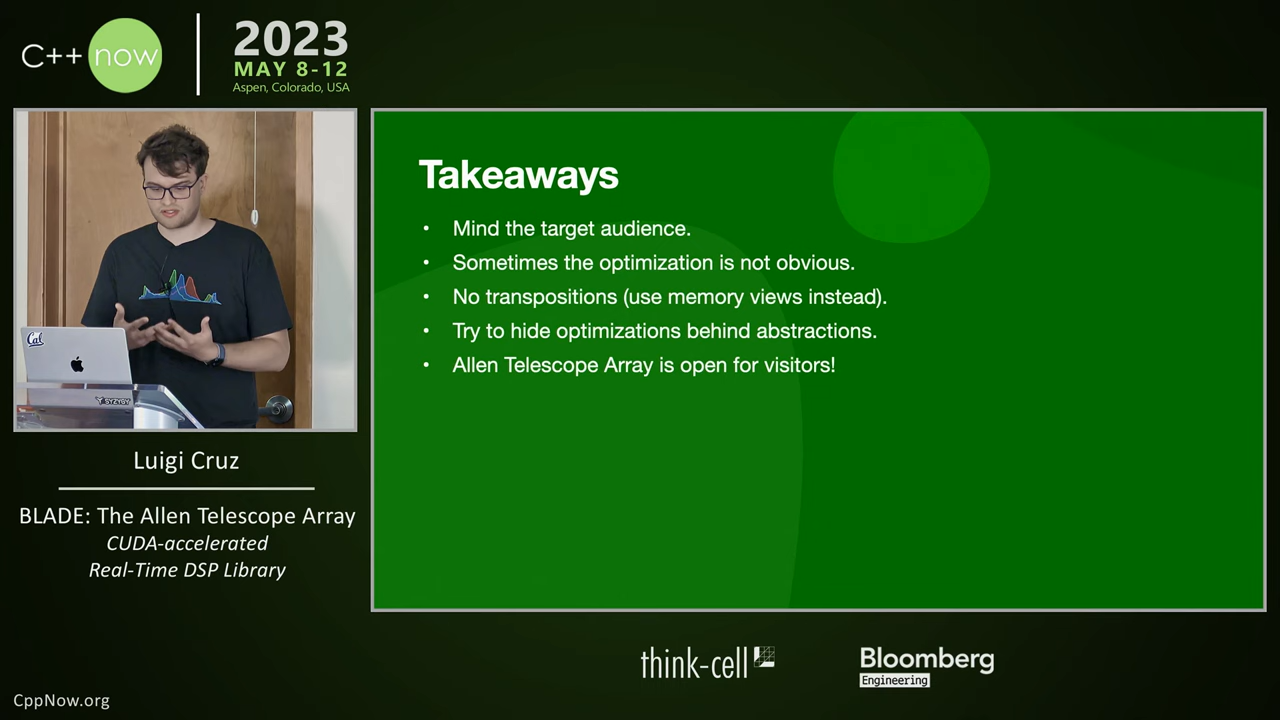 C++ now
2023
MAY 8-12
Aspen, Colorado, USA
Takeaways
• Mind the target audience.
• Sometimes the optimization is not obvious.
• No transpositions (use memory views instead).
• Try to hide optimizations behind abstractions.
• Allen Telescope Array is open for visitors!
Cal
SYZYGY
Luigi Cruz
BLADE: The Allen Telescope Array
CUDA-accelerated
Real-Time DSP Library
think-cell
Bloomberg
Engineering
CppNow.org